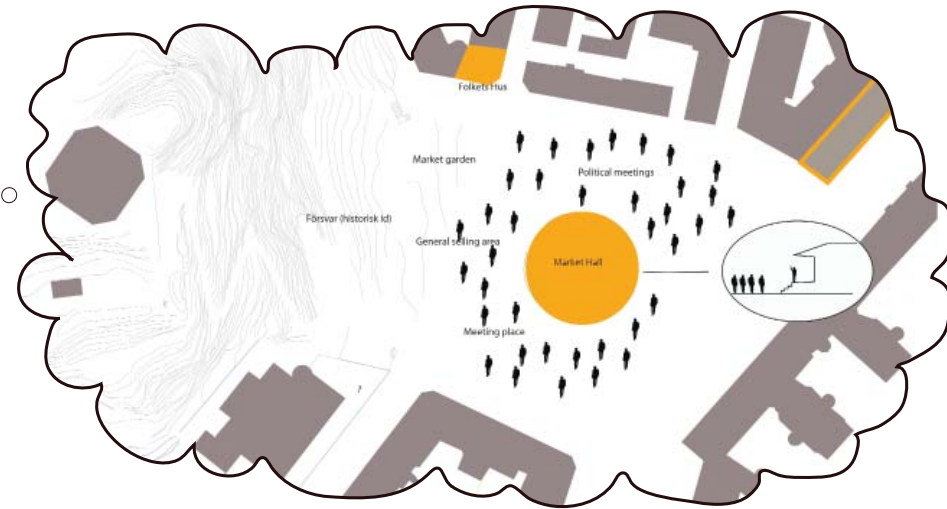 Folkets Hus
Market garden
Political meetings
Försvar (historisk Id)
General selling area
Market Hall
Meeting place
?